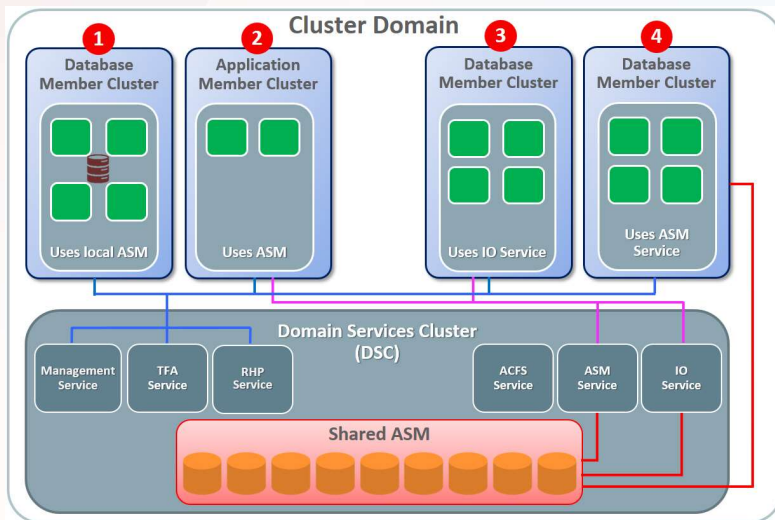 Cluster Domain
1
Database
Member Cluster
Uses local ASM
2
Application
Member Cluster
Uses ASM
3
Database
Member Cluster
Uses IO Service
4
Database
Member Cluster
Uses ASM
Service
Domain Services Cluster
(DSC)
Management
Service
TFA
Service
RHP
Service
ACFS
Service
ASM
Service
IO
Service
Shared ASM